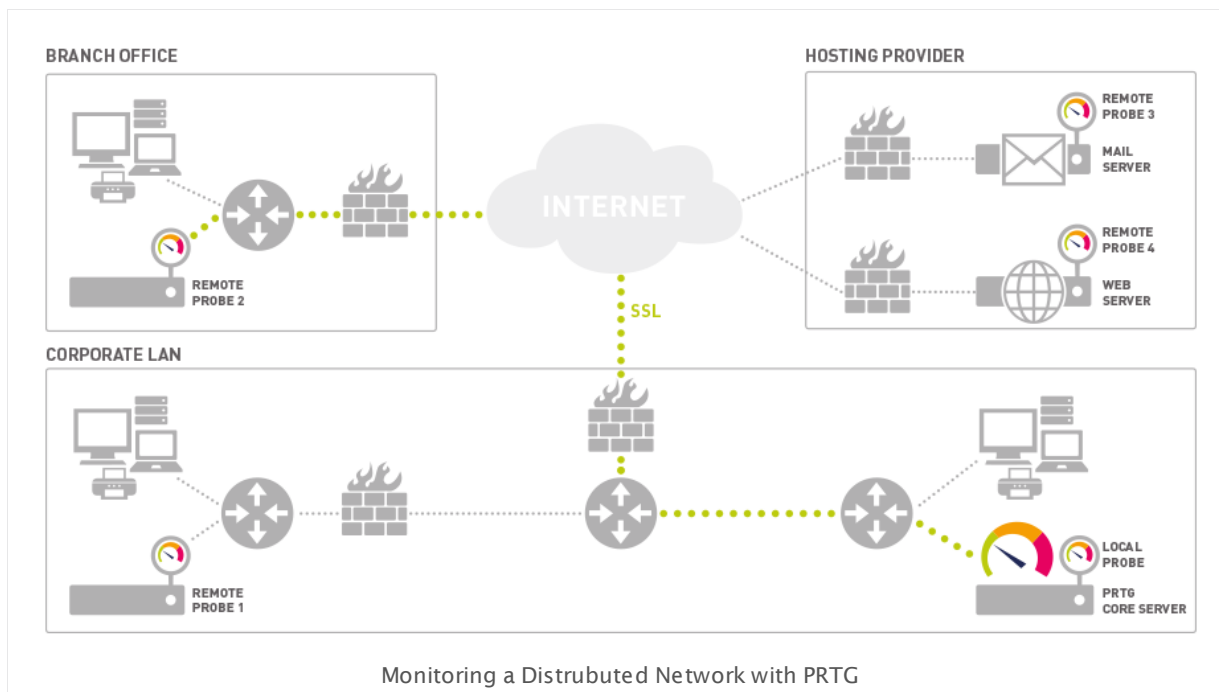 BRANCH OFFICE
REMOTE
PROBE 2
INTERNET
HOSTING PROVIDER
REMOTE
PROBE 3
MAIL
SERVER
REMOTE
PROBE 4
WEB
SERVER
SSL
CORPORATE LAN
REMOTE
PROBE 1
LOCAL
PROBE
PRTG
CORE SERVER
Monitoring a Distrubuted Network with PRTG